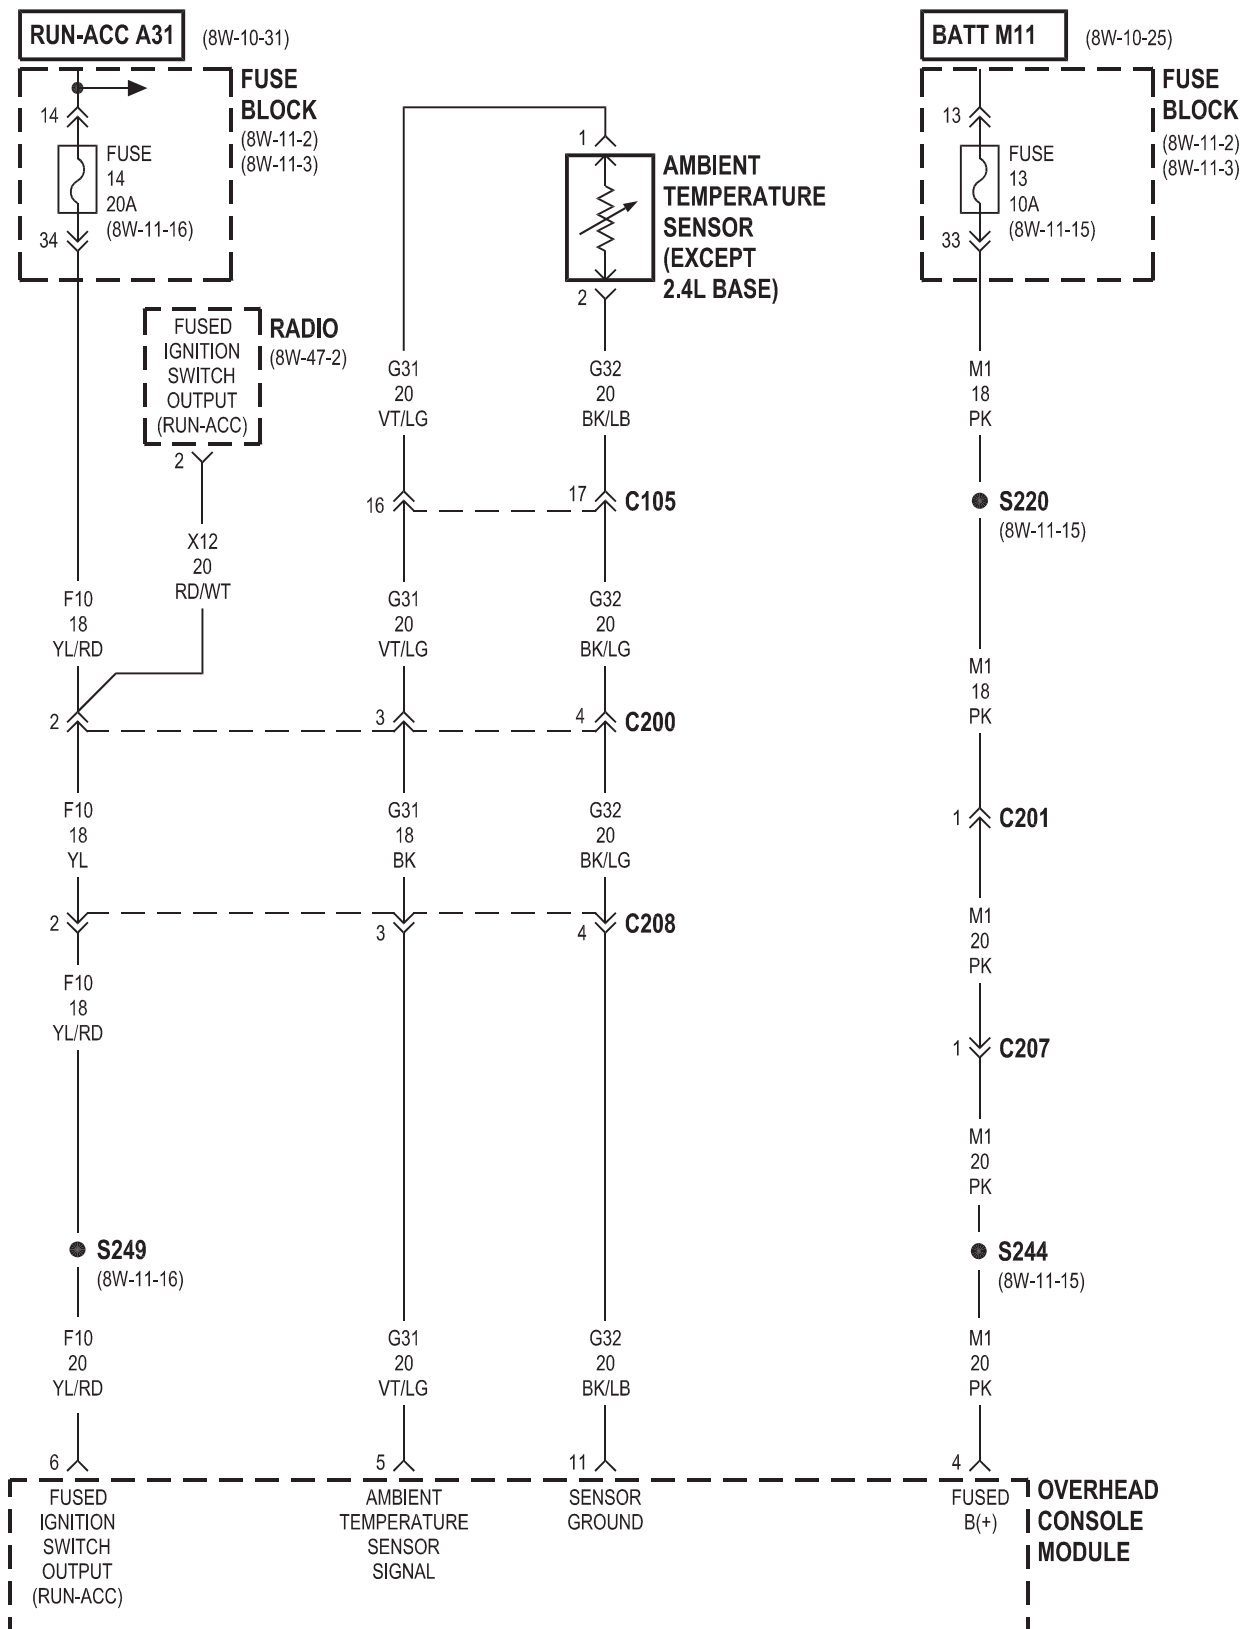 RUN-ACC A31 (8W-10-31)
BATT M11 (8W-10-25)
FUSE
BLOCK
(8W-11-2)
(8W-11-3)
14
FUSE
14
20A
(8W-11-16)
34
1
AMBIENT
TEMPERATURE
SENSOR
(EXCEPT
2.4L BASE)
2
FUSE
BLOCK
(8W-11-2)
(8W-11-3)
13
FUSE
13
10A
(8W-11-15)
33
FUSED
IGNITION
SWITCH
OUTPUT
(RUN-ACC)
RADIO
(8W-47-2)
2
G31
20
VT/LG
G32
20
BK/LB
M1
18
PK
16
17
C105
S220
(8W-11-15)
X12
20
RD/WT
F10
18
YL/RD
G31
20
VT/LG
G32
20
BK/LG
M1
18
PK
2
3
4
C200
F10
18
YL
G31
18
BK
G32
20
BK/LG
1
C201
2
3
4
C208
M1
20
PK
F10
18
YL/RD
1
C207
M1
20
PK
S249
(8W-11-16)
S244
(8W-11-15)
F10
20
YL/RD
G31
20
VT/LG
G32
20
BK/LB
M1
20
PK
6
5
11
4
FUSED
IGNITION
SWITCH
OUTPUT
(RUN-ACC)
AMBIENT
TEMPERATURE
SENSOR
SIGNAL
SENSOR
GROUND
FUSED
B(+)
OVERHEAD
CONSOLE
MODULE